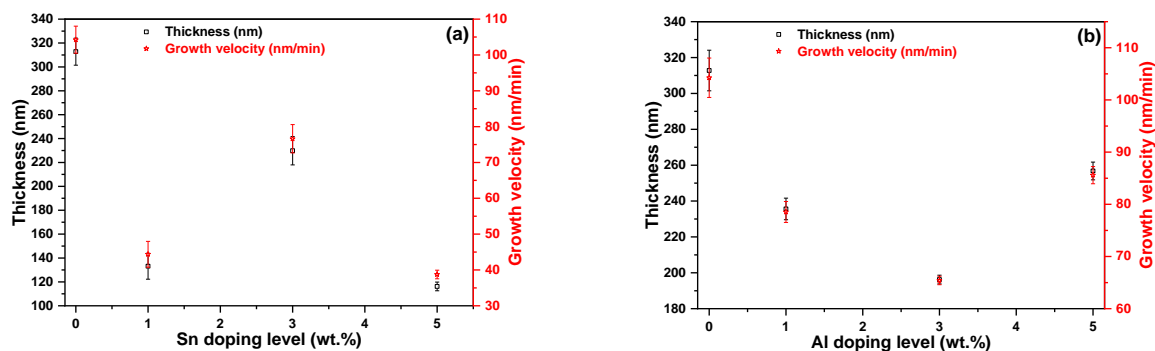 (a)
Thickness (nm)
Growth velocity (nm/min)
Thickness (nm)
340
320
300
280
260
240
220
200
180
160
140
120
100
110
100
90
80
70
60
50
40
30
Growth velocity (nm/min)
0 1 2 3 4 5
Sn doping level (wt.%)
(b)
Thickness (nm)
Growth velocity (nm/min)
Thickness (nm)
340
320
300
280
260
240
220
200
180
110
100
90
80
70
60
Growth velocity (nm/min)
0 1 2 3 4 5
Al doping level (wt.%)